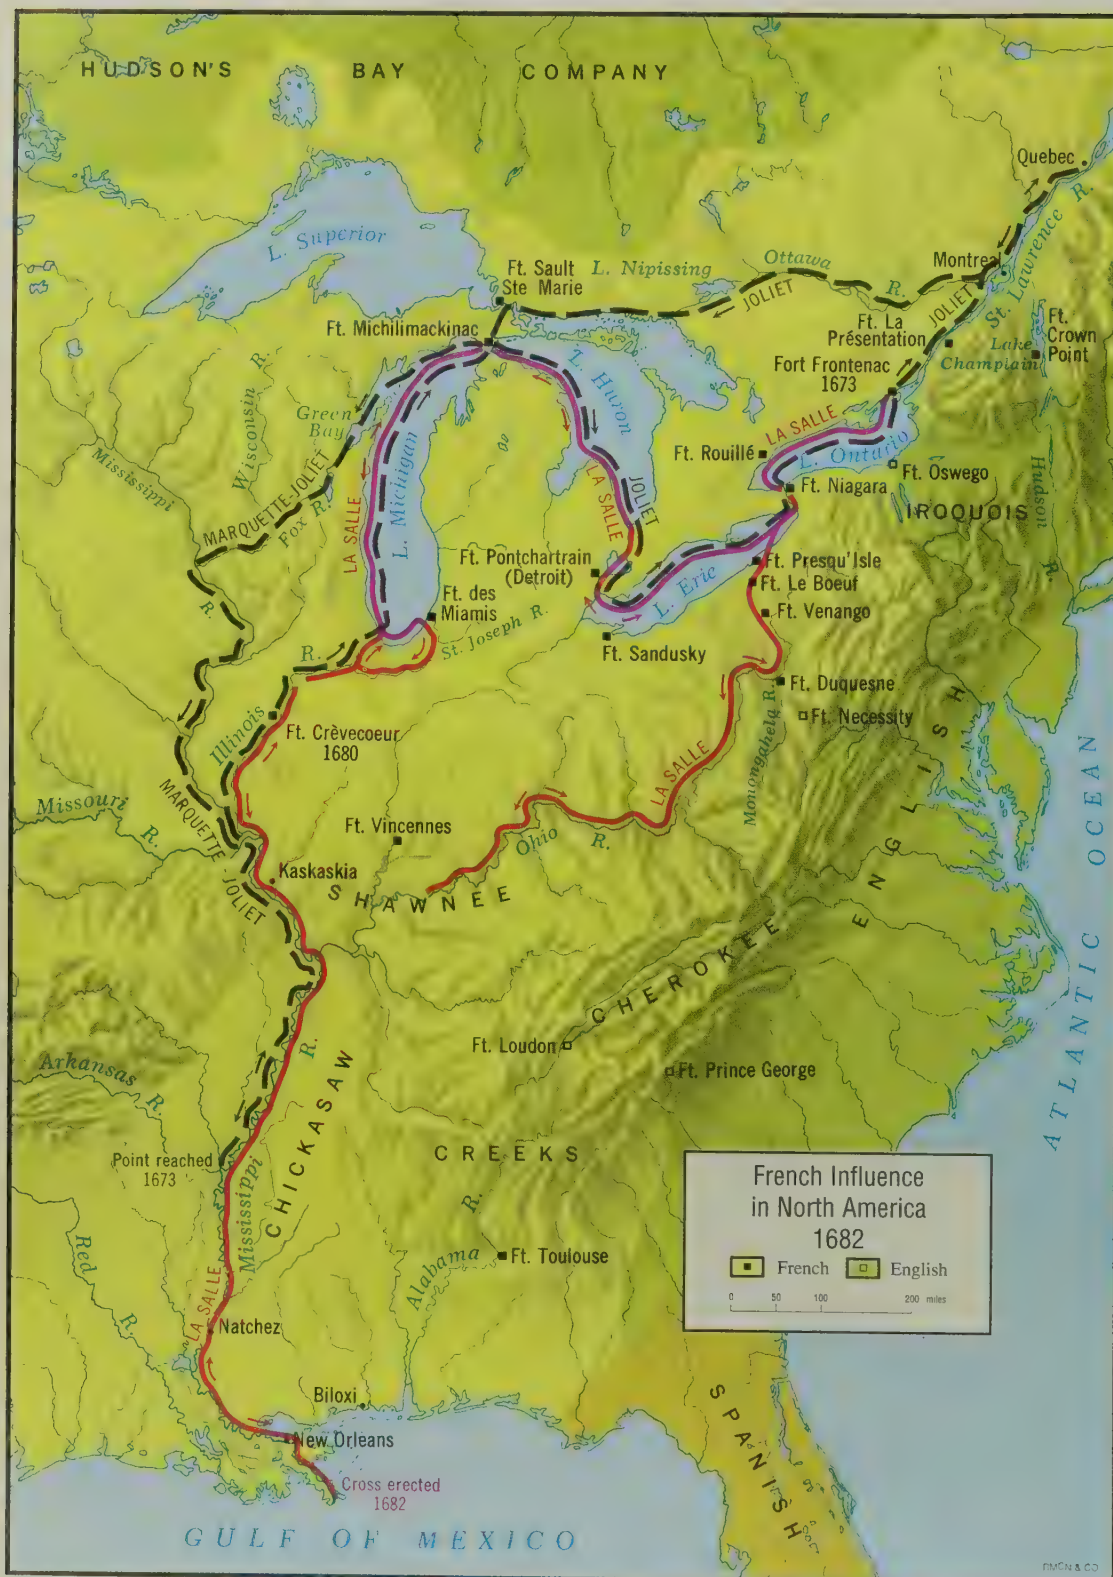 HUDSON'S BAY COMPANY
Quebec
St. Lawrence R.
L. Superior
Ft. Sault
Ste Marie
L. Nipissing
Ottawa
R.
Montreal
JOLIET
JOLIET
Ft. Michilimackinac
Ft. La
Présentation
Lake
Champlain
Ft.
Crown
Point
Fort Frontenac
1673
L. Huron
Wisconsin R.
Green
Bay
Mississippi
R.
MARQUETTE-JOLIET
Fox R.
LA SALLE
L. Michigan
LA SALLE
JOLIET
LA SALLE
Ft. Rouillé
L. Ontario
Ft. Oswego
Ft. Niagara
IROQUOIS
Hudson
R.
Ft. Pontchartrain
(Detroit)
L. Eric
Ft. Presqu'Isle
Ft. Le Boeuf
Ft. Venango
Ft. des
Miamis
St. Joseph R.
R.
Ft. Sandusky
Ft. Duquesne
Ft. Necessity
Monongahela R.
Illinois
Ft. Crèvecoeur
1680
LA SALLE
ENGLISH
Missouri
R.
MARQUETTE
JOLIET
Ft. Vincennes
Ohio R.
Kaskaskia
SHAWNEE
ATLANTIC OCEAN
CHEROKEE
Ft. Loudon
Ft. Prince George
Arkansas
R.
R.
CHICKASAW
Point reached
1673
Mississippi
CREEKS
R.
Alabama
Ft. Toulouse
Red
R.
LA SALLE
Natchez
Biloxi
New Orleans
Cross erected
1682
SPANISH
GULF OF MEXICO
French Influence
in North America
1682
French English
0 50 100 200 miles